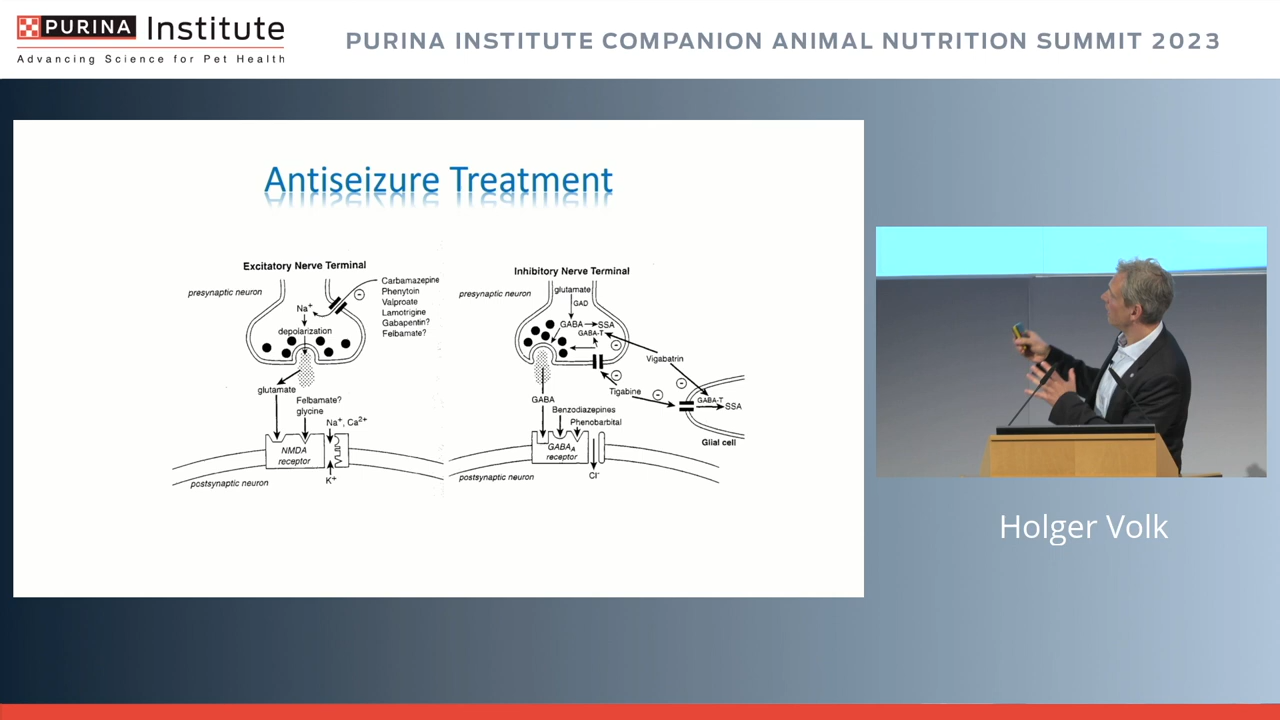 PURINA Institute
Advancing Science for Pet Health
PURINA INSTITUTE COMPANION ANIMAL NUTRITION SUMMIT 2023
Antiseizure Treatment
Excitatory Nerve Terminal
presynaptic neuron
Na+
depolarization
Carbamazepine
Phenytoin
Valproate
Lamotrigine
Gabapentin?
Felbamate?
glutamate
Felbamate?
glycine
Na+, Ca2+
NMDA
receptor
K+
postsynaptic neuron
Inhibitory Nerve Terminal
presynaptic neuron
glutamate
GAD
GABA
SSA
GABA-T
Vigabatrin
Tigabine
GABA-T
SSA
Glial cell
GABA
Benzodiazepines
Phenobarbital
GABAA
receptor
Cl-
postsynaptic neuron
Holger Volk